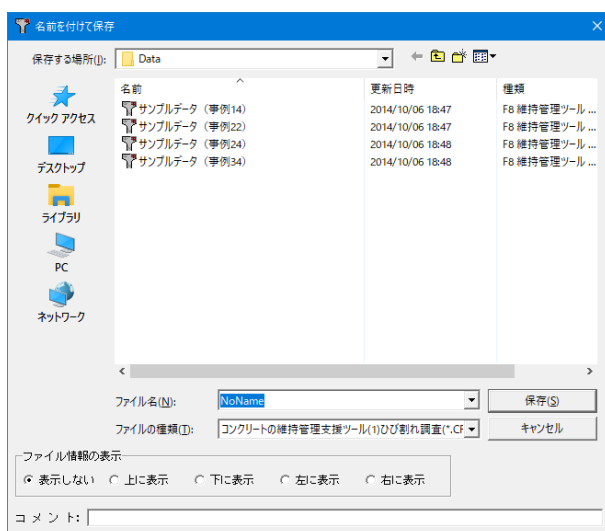 名前を付けて保存
保存する場所(I): Data
名前 更新日時 種類
サンプルデータ（事例14） 2014/10/06 18:47 F8 維持管理ツール ...
サンプルデータ（事例22） 2014/10/06 18:47 F8 維持管理ツール ...
サンプルデータ（事例24） 2014/10/06 18:48 F8 維持管理ツール ...
サンプルデータ（事例34） 2014/10/06 18:48 F8 維持管理ツール ...
クイック アクセス
デスクトップ
ライブラリ
PC
ネットワーク
ファイル名(N): NoName 保存(S)
ファイルの種類(T): コンクリートの維持管理支援ツール(1)ひび割れ調査(*.CF キャンセル
ファイル情報の表示
表示しない 上に表示 下に表示 左に表示 右に表示
コメント: